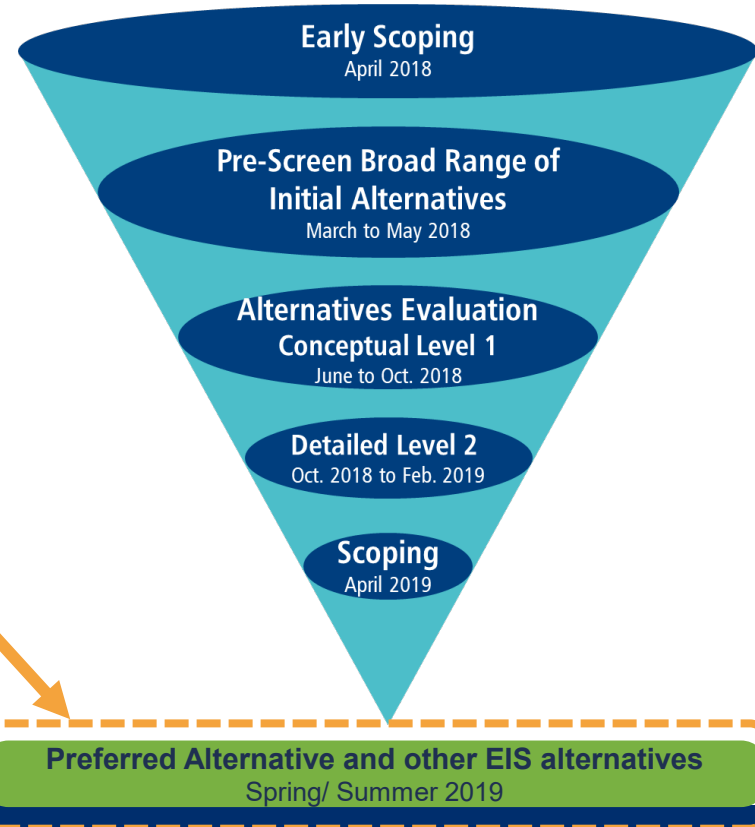 Early Scoping
April 2018
Pre-Screen Broad Range of
Initial Alternatives
March to May 2018
Alternatives Evaluation
Conceptual Level 1
June to Oct. 2018
Detailed Level 2
Oct. 2018 to Feb. 2019
Scoping
April 2019
Preferred Alternative and other EIS alternatives
Spring/ Summer 2019